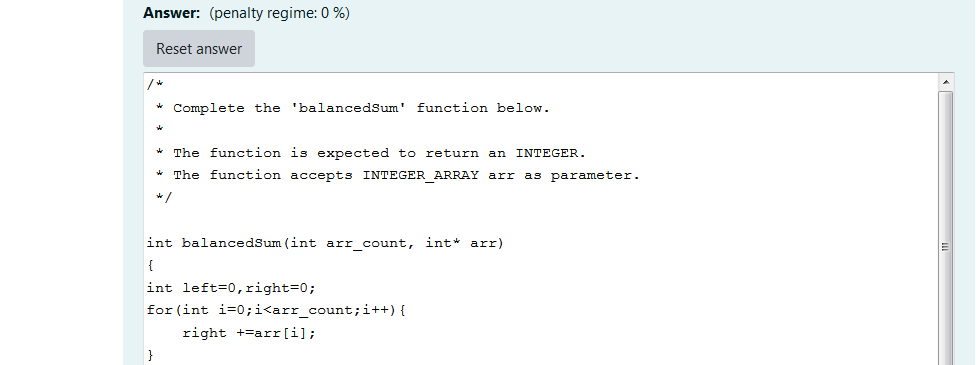 Answer: (penalty regime: 0 %)
Reset answer
/*
 * Complete the 'balancedSum' function below.
 *
 * The function is expected to return an INTEGER.
 * The function accepts INTEGER_ARRAY arr as parameter.
 */

int balancedSum(int arr_count, int* arr)
{
int left=0,right=0;
for(int i=0;i<arr_count;i++){
    right +=arr[i];
}